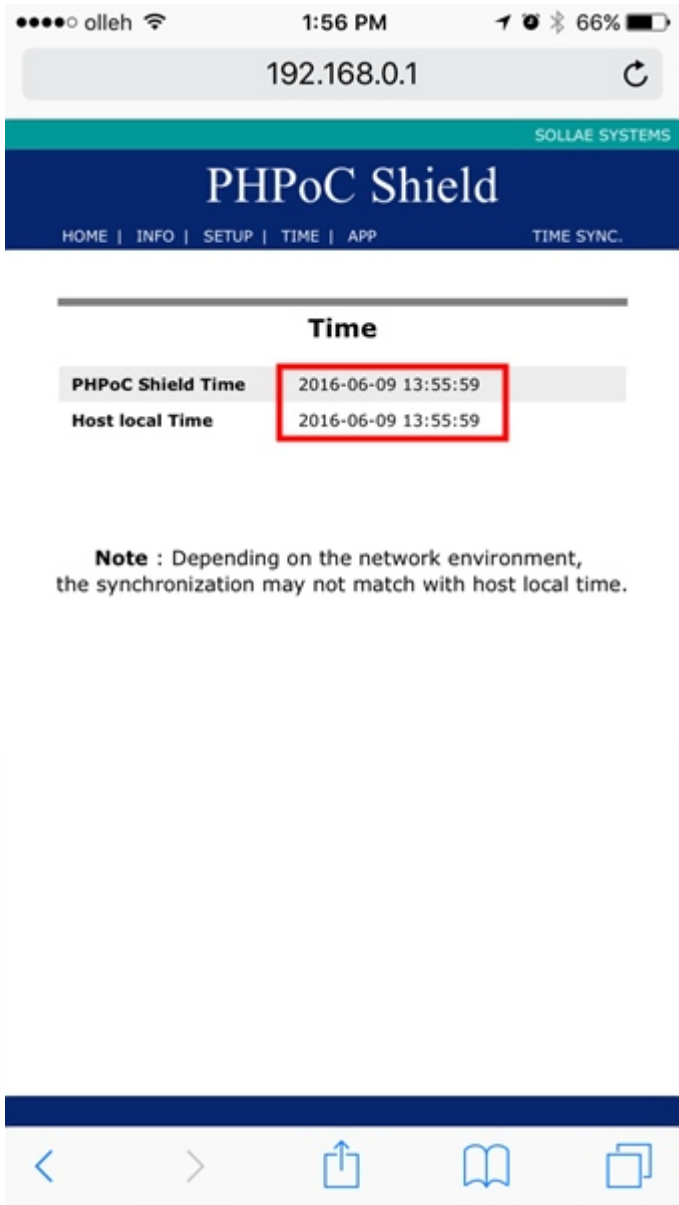 olleh 1:56 PM 66%
192.168.0.1
SOLLAE SYSTEMS
PHPoC Shield
HOME | INFO | SETUP | TIME | APP TIME SYNC.
Time
PHPoC Shield Time 2016-06-09 13:55:59
Host local Time 2016-06-09 13:55:59
Note : Depending on the network environment,
the synchronization may not match with host local time.